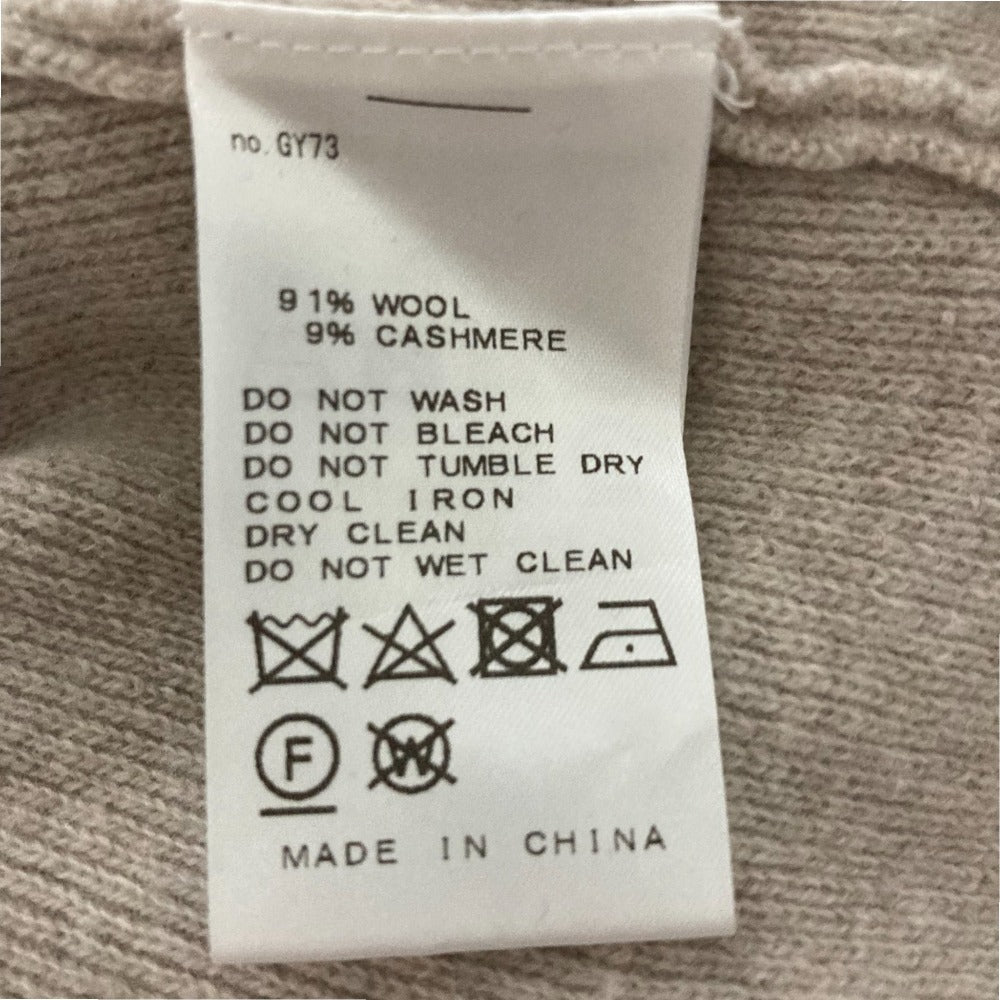 no. GY73
91% WOOL
9% CASHMERE
DO NOT WASH
DO NOT BLEACH
DO NOT TUMBLE DRY
COOL IRON
DRY CLEAN
DO NOT WET CLEAN
F W
MADE IN CHINA